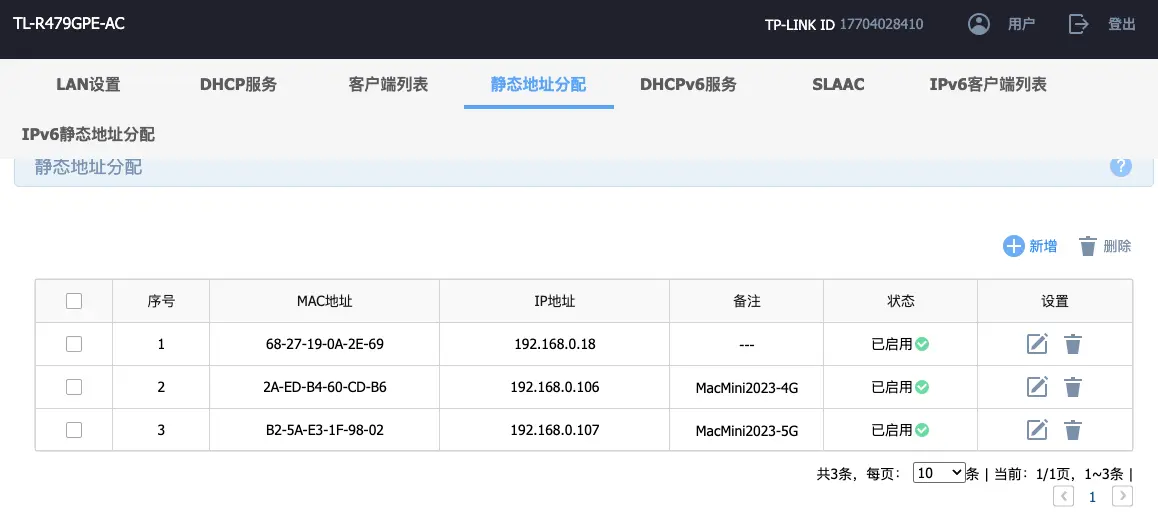 TL-R479GPE-AC
TP-LINK ID 17704028410 用户 登出
LAN设置 DHCP服务 客户端列表 静态地址分配 DHCPv6服务 SLAAC IPv6客户端列表
IPv6静态地址分配
静态地址分配 ?
新增 删除
序号 MAC地址 IP地址 备注 状态 设置
1 68-27-19-0A-2E-69 192.168.0.18 --- 已启用
2 2A-ED-B4-60-CD-B6 192.168.0.106 MacMini2023-4G 已启用
3 B2-5A-E3-1F-98-02 192.168.0.107 MacMini2023-5G 已启用
共3条，每页： 10 条 | 当前：1/1页，1~3条 |
< 1 >